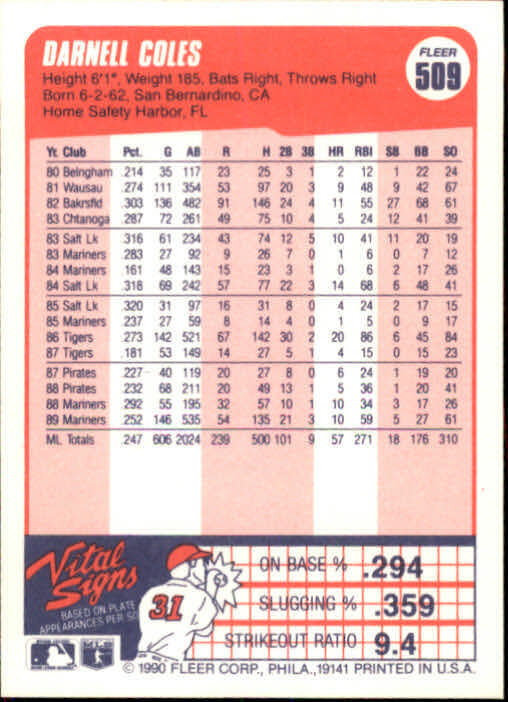 DARNELL COLES
FLEER
509
Height 6'1", Weight 185, Bats Right, Throws Right
Born 6-2-62, San Bernardino, CA
Home Safety Harbor, FL
Yr. Club Pct. G AB R H 2B 3B HR RBI SB BB SO
80 Belngham .214 35 117 23 25 3 1 2 12 1 22 24
81 Wausau .274 111 354 53 97 20 3 9 48 9 42 67
82 Bakrsfld .303 136 482 91 146 24 4 11 55 27 68 61
83 Chtanoga .287 72 261 49 75 10 4 5 24 12 41 39
83 Salt Lk .316 61 234 43 74 12 5 10 41 11 20 19
83 Mariners .283 27 92 9 26 7 0 1 6 0 7 12
84 Mariners .161 48 143 15 23 3 1 0 6 2 17 26
84 Salt Lk .318 69 242 57 77 22 3 14 68 6 48 41
85 Salt Lk .320 31 97 16 31 8 0 4 24 2 17 15
85 Mariners .237 27 59 8 14 4 0 1 5 0 9 17
86 Tigers .273 142 521 67 142 30 2 20 86 6 45 84
87 Tigers .181 53 149 14 27 5 1 4 15 0 15 23
87 Pirates .227 40 119 20 27 8 0 6 24 1 19 20
88 Pirates .232 68 211 20 49 13 1 5 36 1 20 41
88 Mariners .292 55 195 32 57 10 1 10 34 3 17 26
89 Mariners .252 146 535 54 135 21 3 10 59 5 27 61
ML Totals .247 606 2024 239 500 101 9 57 271 18 176 310
Vital
Signs
BASED ON PLATE
APPEARANCES PER SO
31
ON BASE % .294
SLUGGING % .359
STRIKEOUT RATIO 9.4
© 1990 FLEER CORP., PHILA., 19141 PRINTED IN U.S.A.